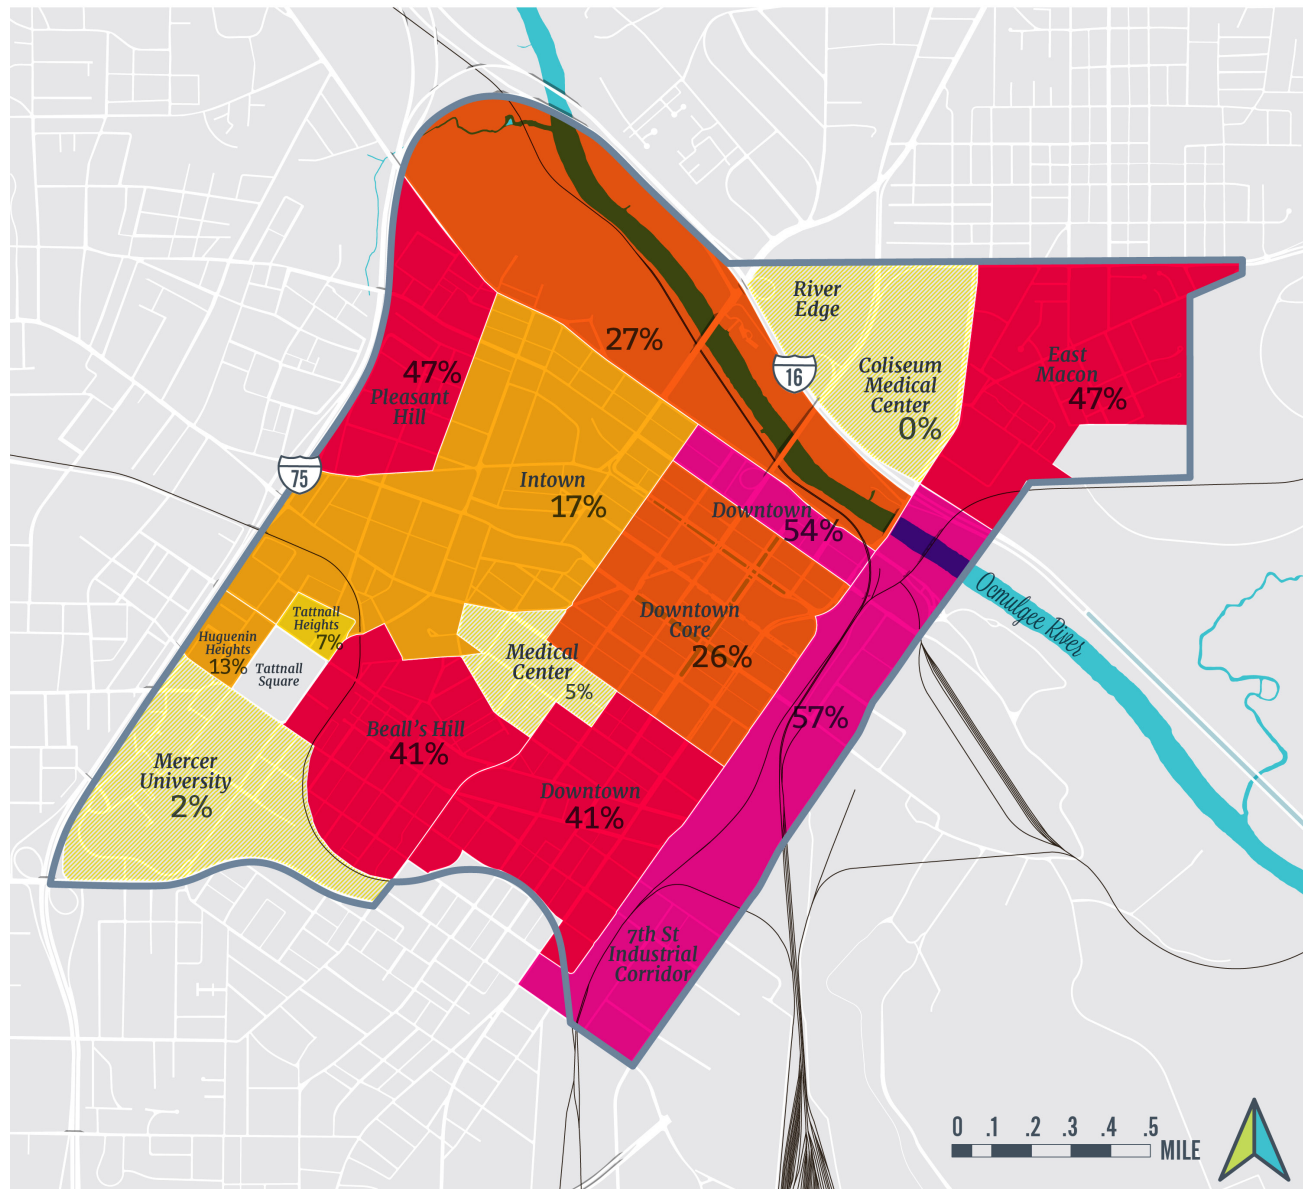 River
Edge
27%
16
East
Macon
47%
Coliseum
Medical
Center
0%
47%
Pleasant
Hill
75
Intown
17%
Downtown
54%
Ocmulgee River
Tattnall
Heights
7%
Huguenin
Heights
13%
Tattnall
Square
Downtown
Core
26%
Medical
Center
5%
57%
Beall's Hill
41%
Mercer
University
2%
Downtown
41%
7th St
Industrial
Corridor
0 .1 .2 .3 .4 .5
MILE